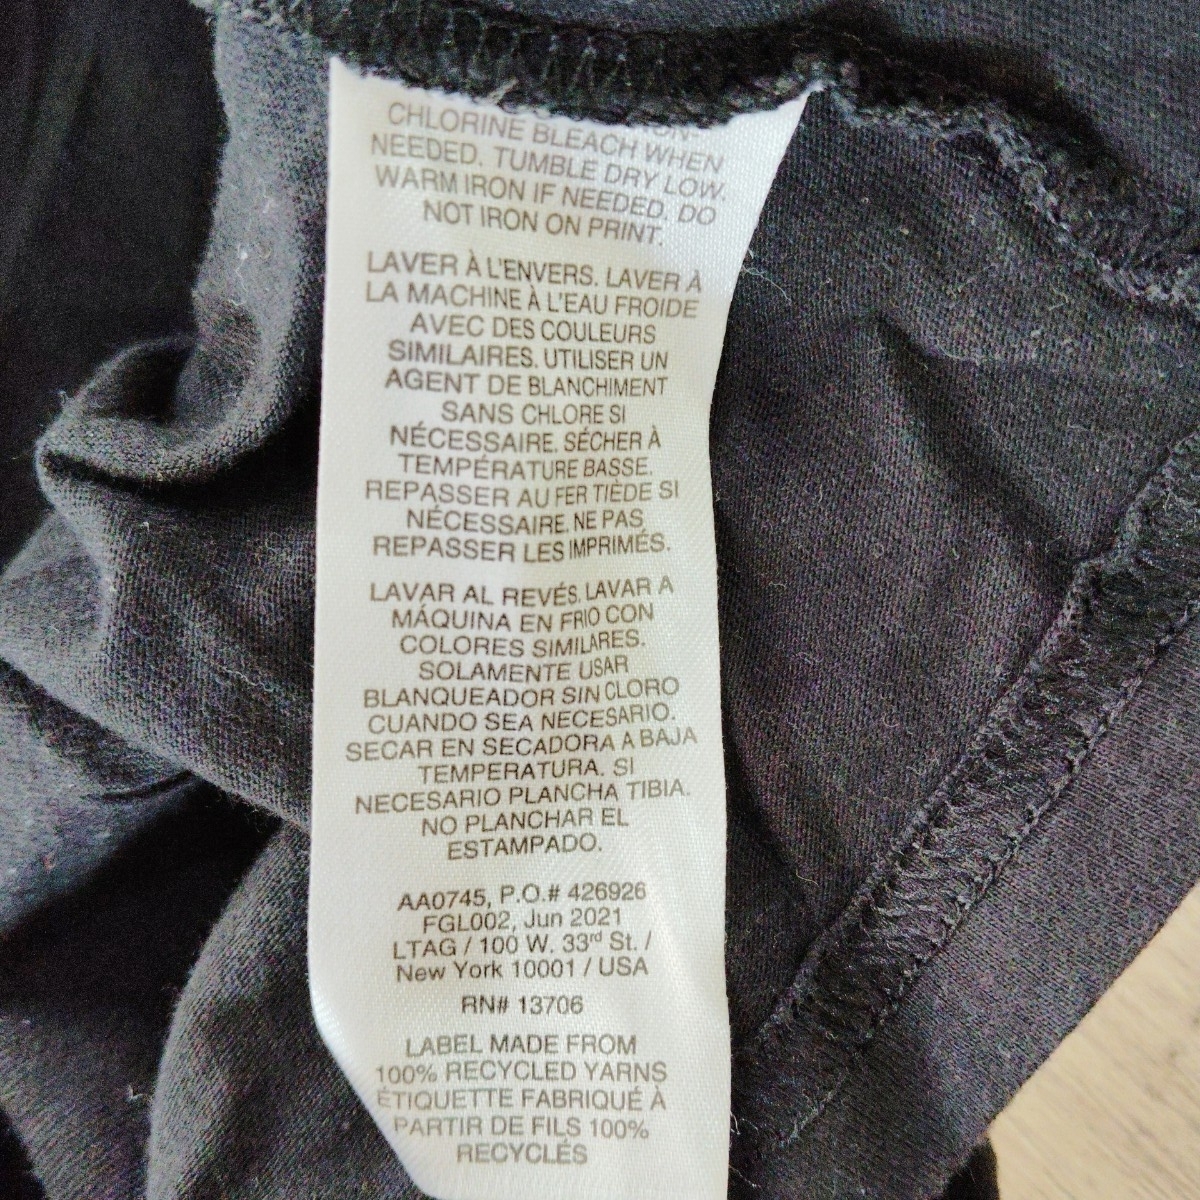 CHLORINE BLEACH WHEN
NEEDED. TUMBLE DRY LOW.
WARM IRON IF NEEDED. DO
NOT IRON ON PRINT.
LAVER À L'ENVERS. LAVER À
LA MACHINE À L'EAU FROIDE
AVEC DES COULEURS
SIMILAIRES. UTILISER UN
AGENT DE BLANCHIMENT
SANS CHLORE SI
NÉCESSAIRE. SÉCHER À
TEMPÉRATURE BASSE.
REPASSER AU FER TIÈDE SI
NÉCESSAIRE. NE PAS
REPASSER LES IMPRIMÉS.
LAVAR AL REVÉS. LAVAR A
MÁQUINA EN FRIO CON
COLORES SIMILARES.
SOLAMENTE USAR
BLANQUEADOR SIN CLORO
CUANDO SEA NECESARIO.
SECAR EN SECADORA A BAJA
TEMPERATURA. SI
NECESARIO PLANCHA TIBIA.
NO PLANCHAR EL
ESTAMPADO.
AA0745, P.O.# 426926
FGL002, Jun 2021
LTAG / 100 W. 33rd St. /
New York 10001 / USA
RN# 13706
LABEL MADE FROM
100% RECYCLED YARNS
ÉTIQUETTE FABRIQUÉ À
PARTIR DE FILS 100%
RECYCLÉS